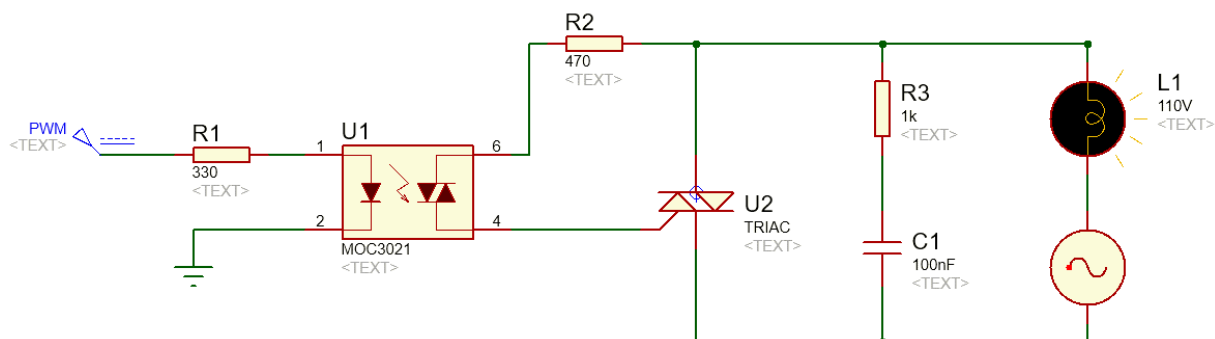 R2
470
<TEXT>
PWM
<TEXT>
R1
330
<TEXT>
U1
1
6
2
4
MOC3021
<TEXT>
U2
TRIAC
<TEXT>
R3
1k
<TEXT>
C1
100nF
<TEXT>
L1
110V
<TEXT>